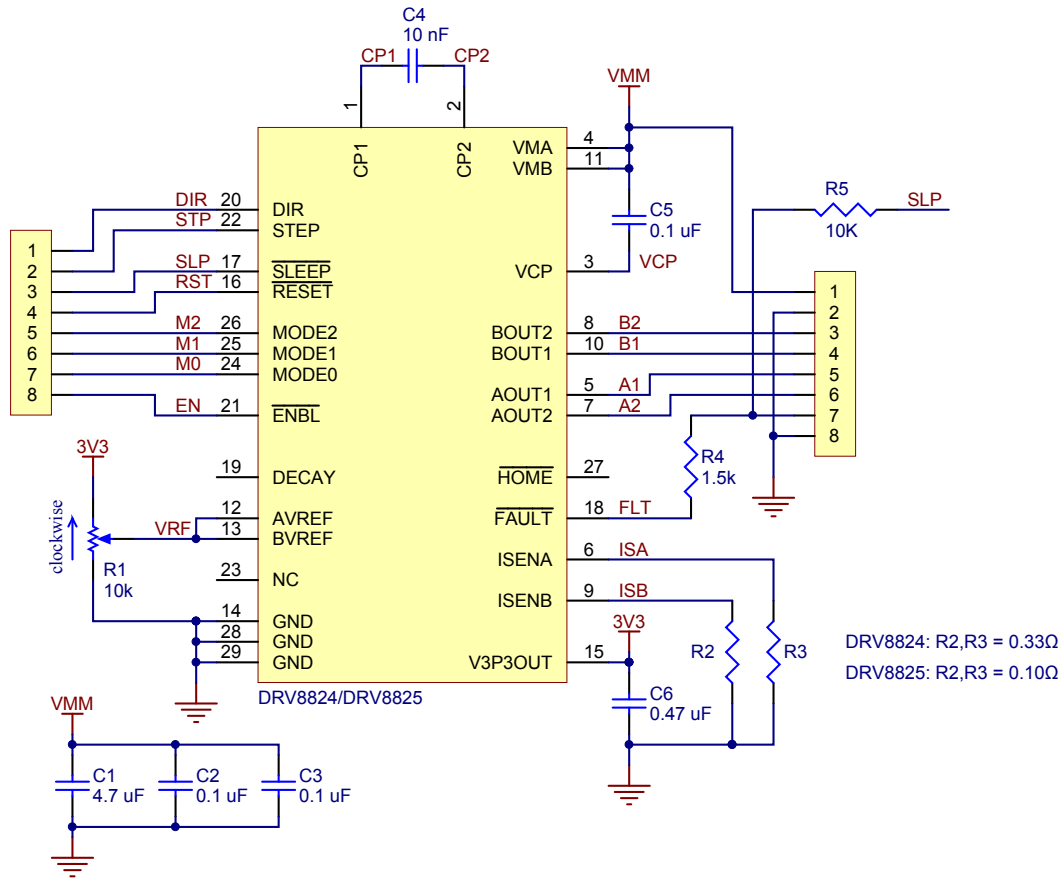 C4
10 nF
CP1
CP2
1
2
CP1
CP2
VMM
VMA 4
VMB 11
C5
0.1 uF
VCP 3
VCP
R5
10K
SLP
1
2
3
4
5
6
7
8
DIR 20 DIR
STP 22 STEP
SLP 17 SLEEP
RST 16 RESET
M2 26 MODE2
M1 25 MODE1
M0 24 MODE0
EN 21 ENBL
3V3
19 DECAY
12 AVREF
VRF 13 BVREF
clockwise
R1
10k
23 NC
14 GND
28 GND
29 GND
BOUT2 8 B2
BOUT1 10 B1
AOUT1 5 A1
AOUT2 7 A2
1
2
3
4
5
6
7
8
R4
1.5k
HOME 27
FAULT 18 FLT
ISENA 6 ISA
ISENB 9 ISB
3V3
V3P3OUT 15
R2
R3
C6
0.47 uF
DRV8824: R2,R3 = 0.33Ω
DRV8825: R2,R3 = 0.10Ω
DRV8824/DRV8825
VMM
C1
4.7 uF
C2
0.1 uF
C3
0.1 uF